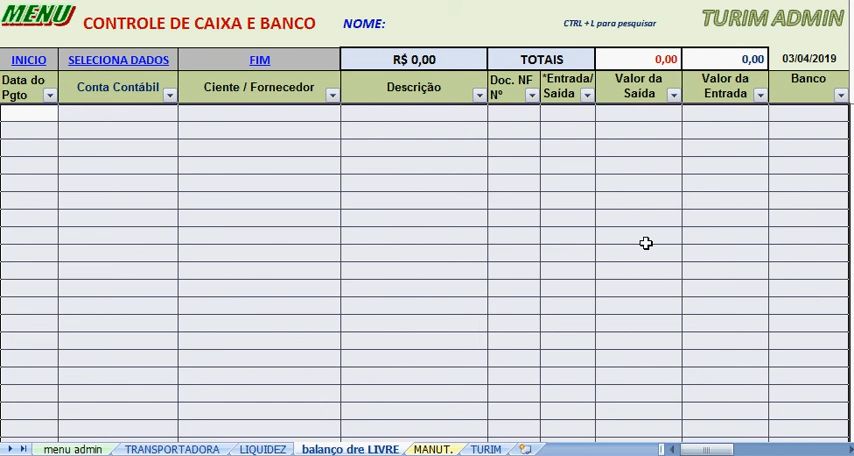 MENU CONTROLE DE CAIXA E BANCO NOME: CTRL + L para pesquisar TURIM ADMIN
INICIO SELECIONA DADOS FIM R$ 0,00 TOTAIS 0,00 0,00 03/04/2019
Data do Pgto
Conta Contábil
Ciente / Fornecedor
Descrição
Doc. NF Nº
*Entrada/ Saída
Valor da Saída
Valor da Entrada
Banco
menu admin TRANSPORTADORA LIQUIDEZ balanço dre LIVRE MANUT. TURIM